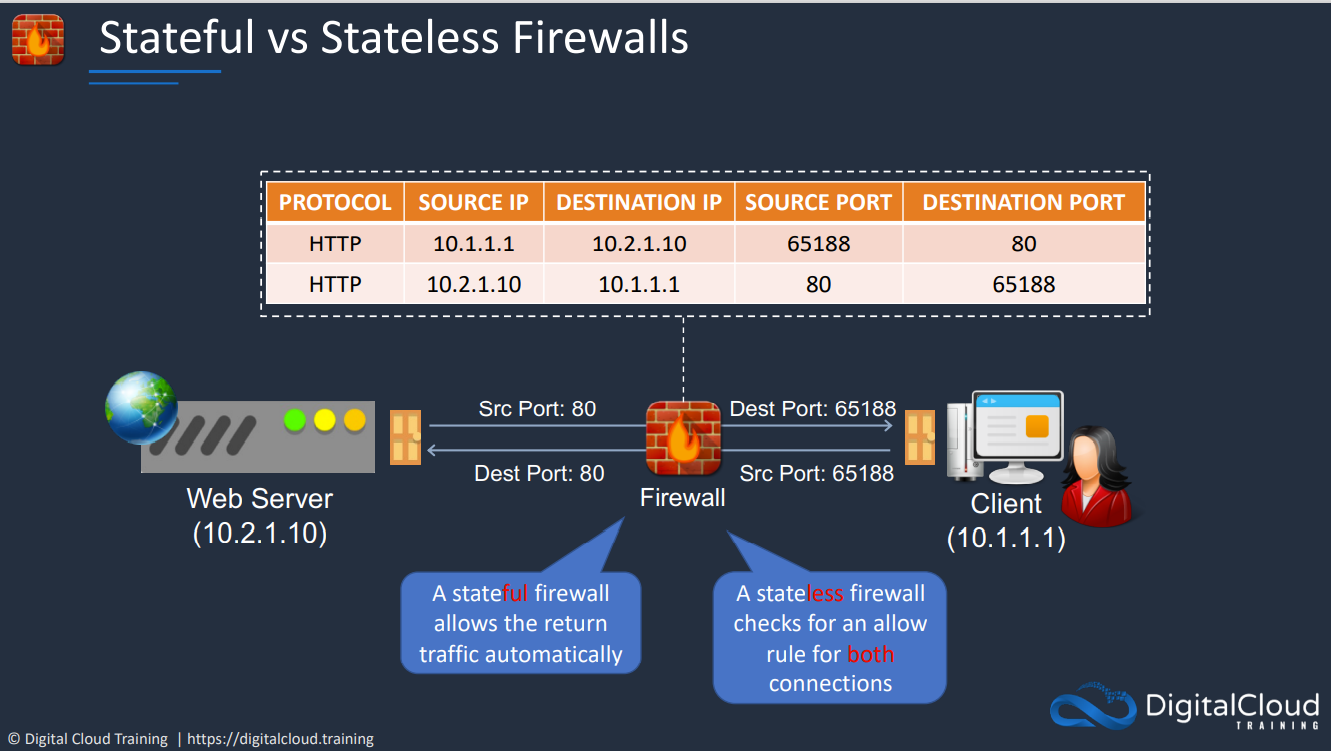 Stateful vs Stateless Firewalls
PROTOCOL SOURCE IP DESTINATION IP SOURCE PORT DESTINATION PORT
HTTP 10.1.1.1 10.2.1.10 65188 80
HTTP 10.2.1.10 10.1.1.1 80 65188
Src Port: 80
Dest Port: 65188
Dest Port: 80
Src Port: 65188
Web Server
(10.2.1.10)
Firewall
Client
(10.1.1.1)
A stateful firewall
allows the return
traffic automatically
A stateless firewall
checks for an allow
rule for both
connections
DigitalCloud
TRAINING
© Digital Cloud Training | https://digitalcloud.training